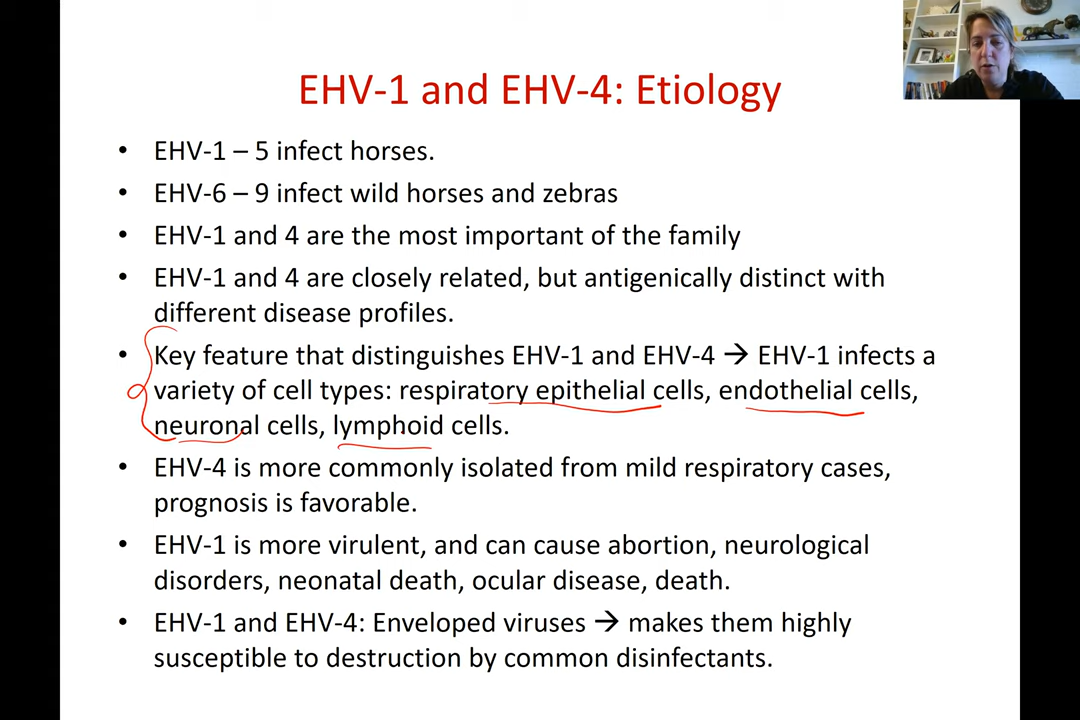 EHV-1 and EHV-4: Etiology
• EHV-1 – 5 infect horses.
• EHV-6 – 9 infect wild horses and zebras
• EHV-1 and 4 are the most important of the family
• EHV-1 and 4 are closely related, but antigenically distinct with
different disease profiles.
• Key feature that distinguishes EHV-1 and EHV-4 → EHV-1 infects a
variety of cell types: respiratory epithelial cells, endothelial cells,
neuronal cells, lymphoid cells.
• EHV-4 is more commonly isolated from mild respiratory cases,
prognosis is favorable.
• EHV-1 is more virulent, and can cause abortion, neurological
disorders, neonatal death, ocular disease, death.
• EHV-1 and EHV-4: Enveloped viruses → makes them highly
susceptible to destruction by common disinfectants.